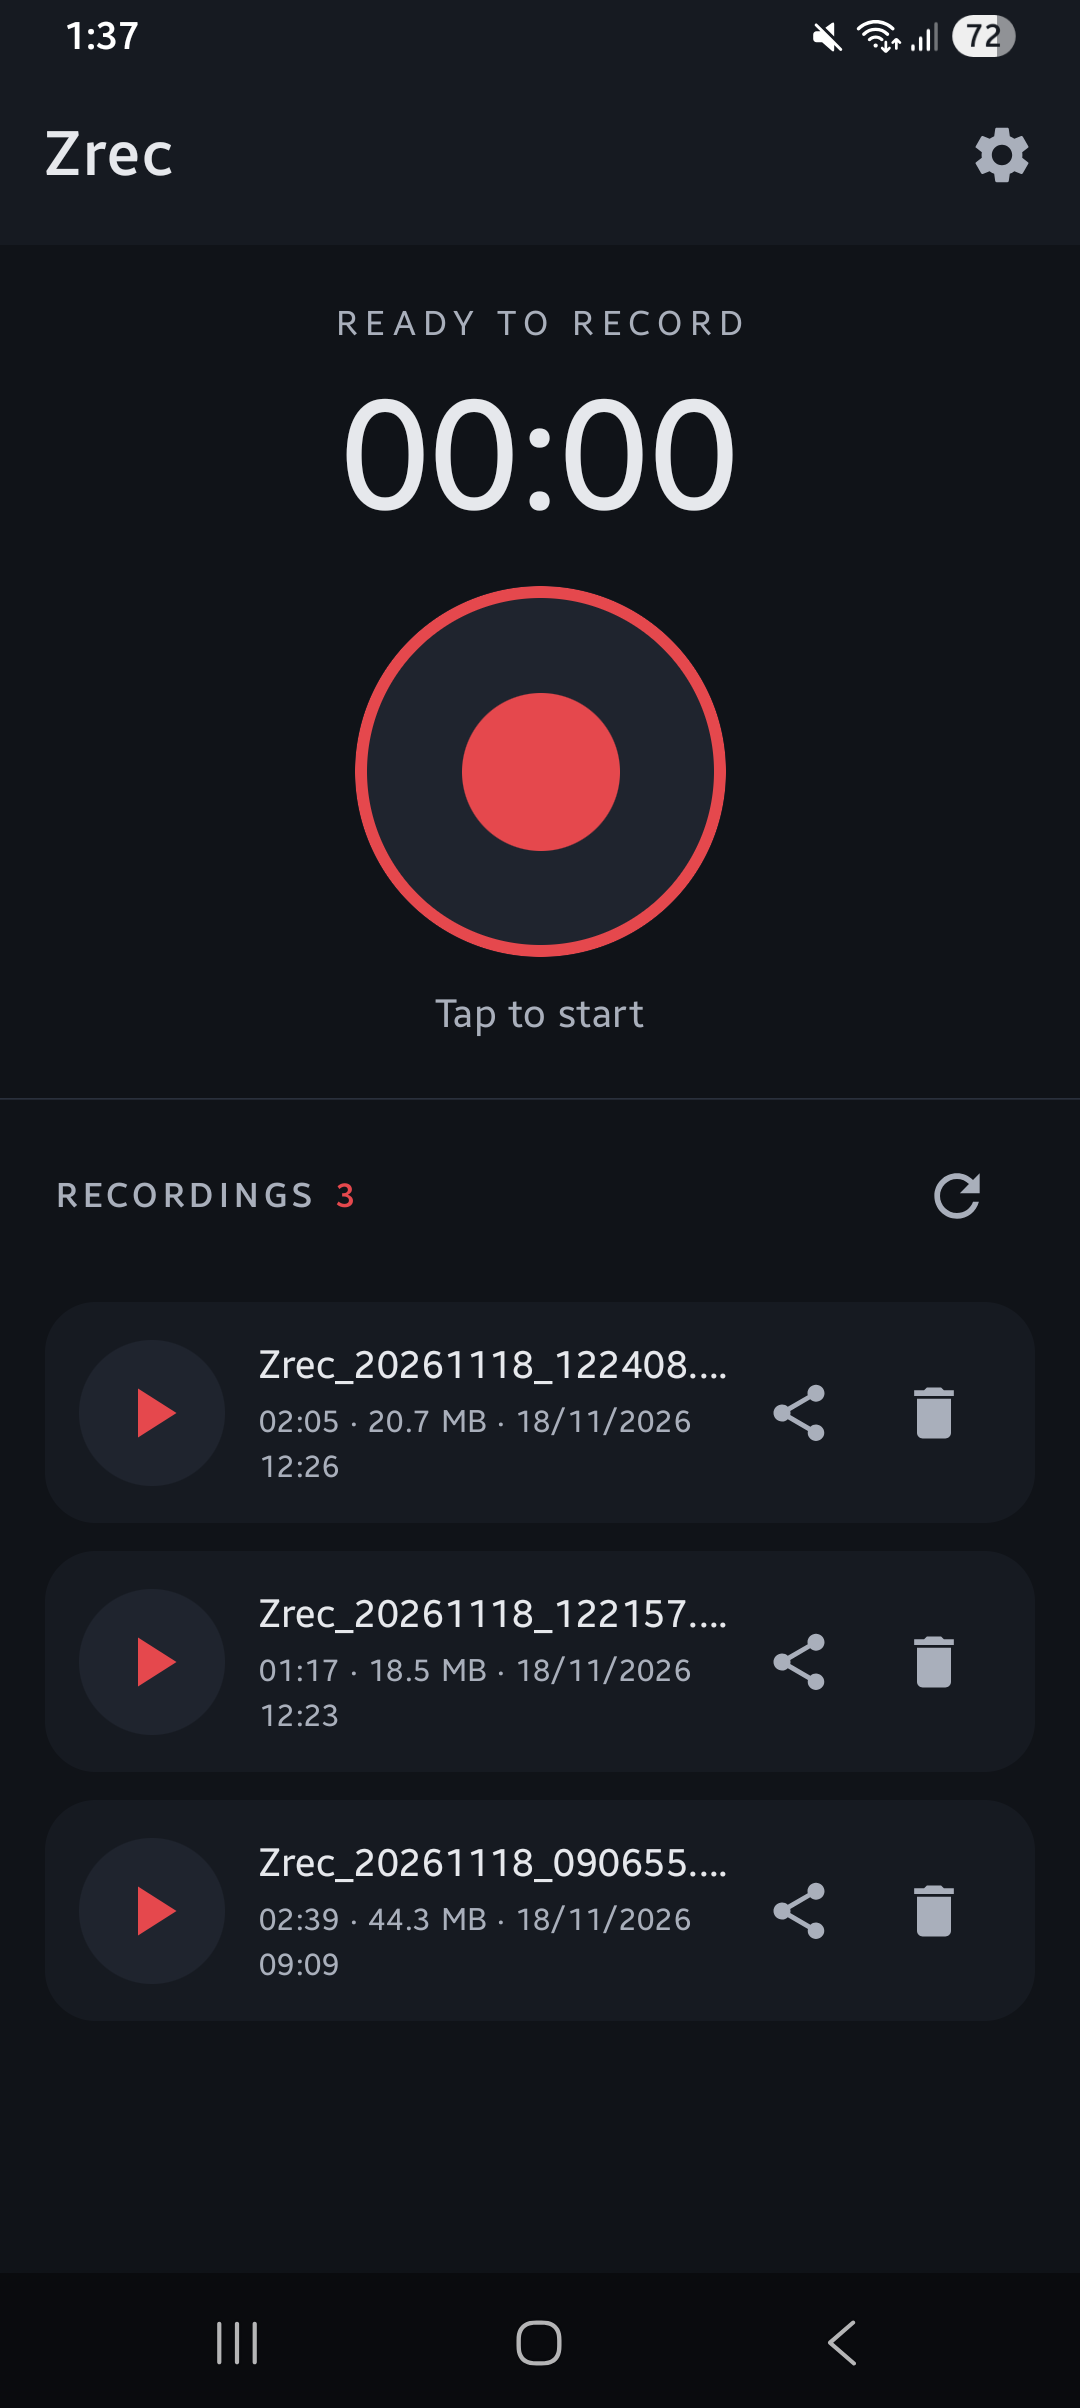 1:37
72
Zrec
READY TO RECORD
00:00
Tap to start
RECORDINGS 3
Zrec_20261118_122408....
02:05 · 20.7 MB · 18/11/2026
12:26
Zrec_20261118_122157....
01:17 · 18.5 MB · 18/11/2026
12:23
Zrec_20261118_090655....
02:39 · 44.3 MB · 18/11/2026
09:09